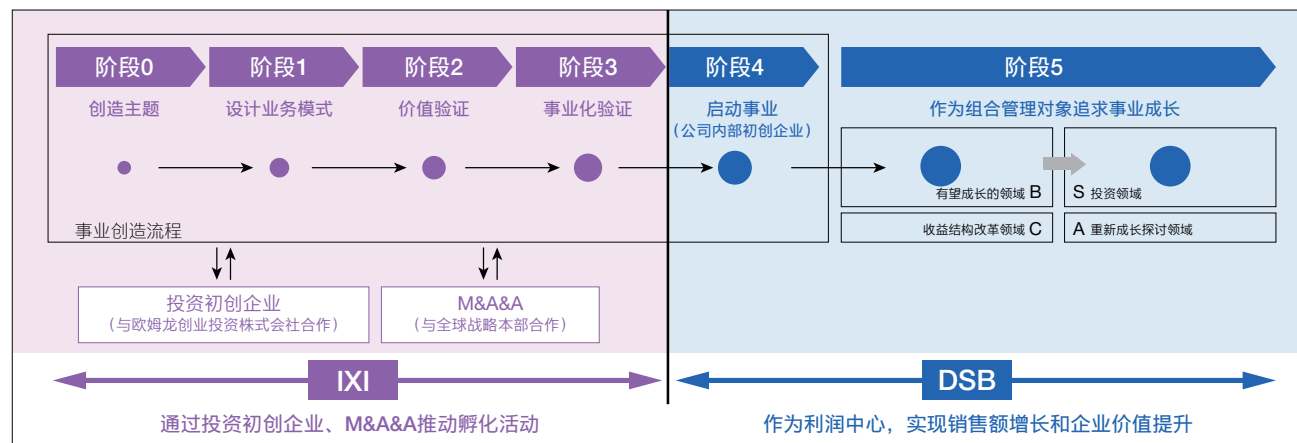 阶段0
阶段1
阶段2
阶段3
阶段4
阶段5
创造主题
设计业务模式
价值验证
事业化验证
启动事业
(公司内部初创企业)
作为组合管理对象追求事业成长
有望成长的领域 B
S 投资领域
收益结构改革领域 C
A 重新成长探讨领域
事业创造流程
投资初创企业
(与欧姆龙创业投资株式会社合作)
M&A&A
(与全球战略本部合作)
IXI
DSB
通过投资初创企业、M&A&A推动孵化活动
作为利润中心，实现销售额增长和企业价值提升